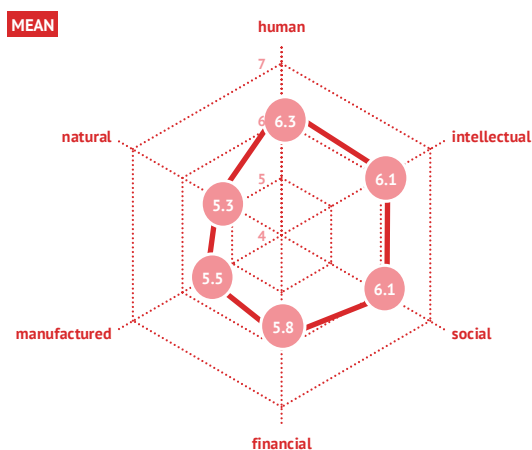 MEAN
human
7
6
6.3
natural
intellectual
5
6.1
5.3
4
5.5
6.1
5.8
manufactured
social
financial